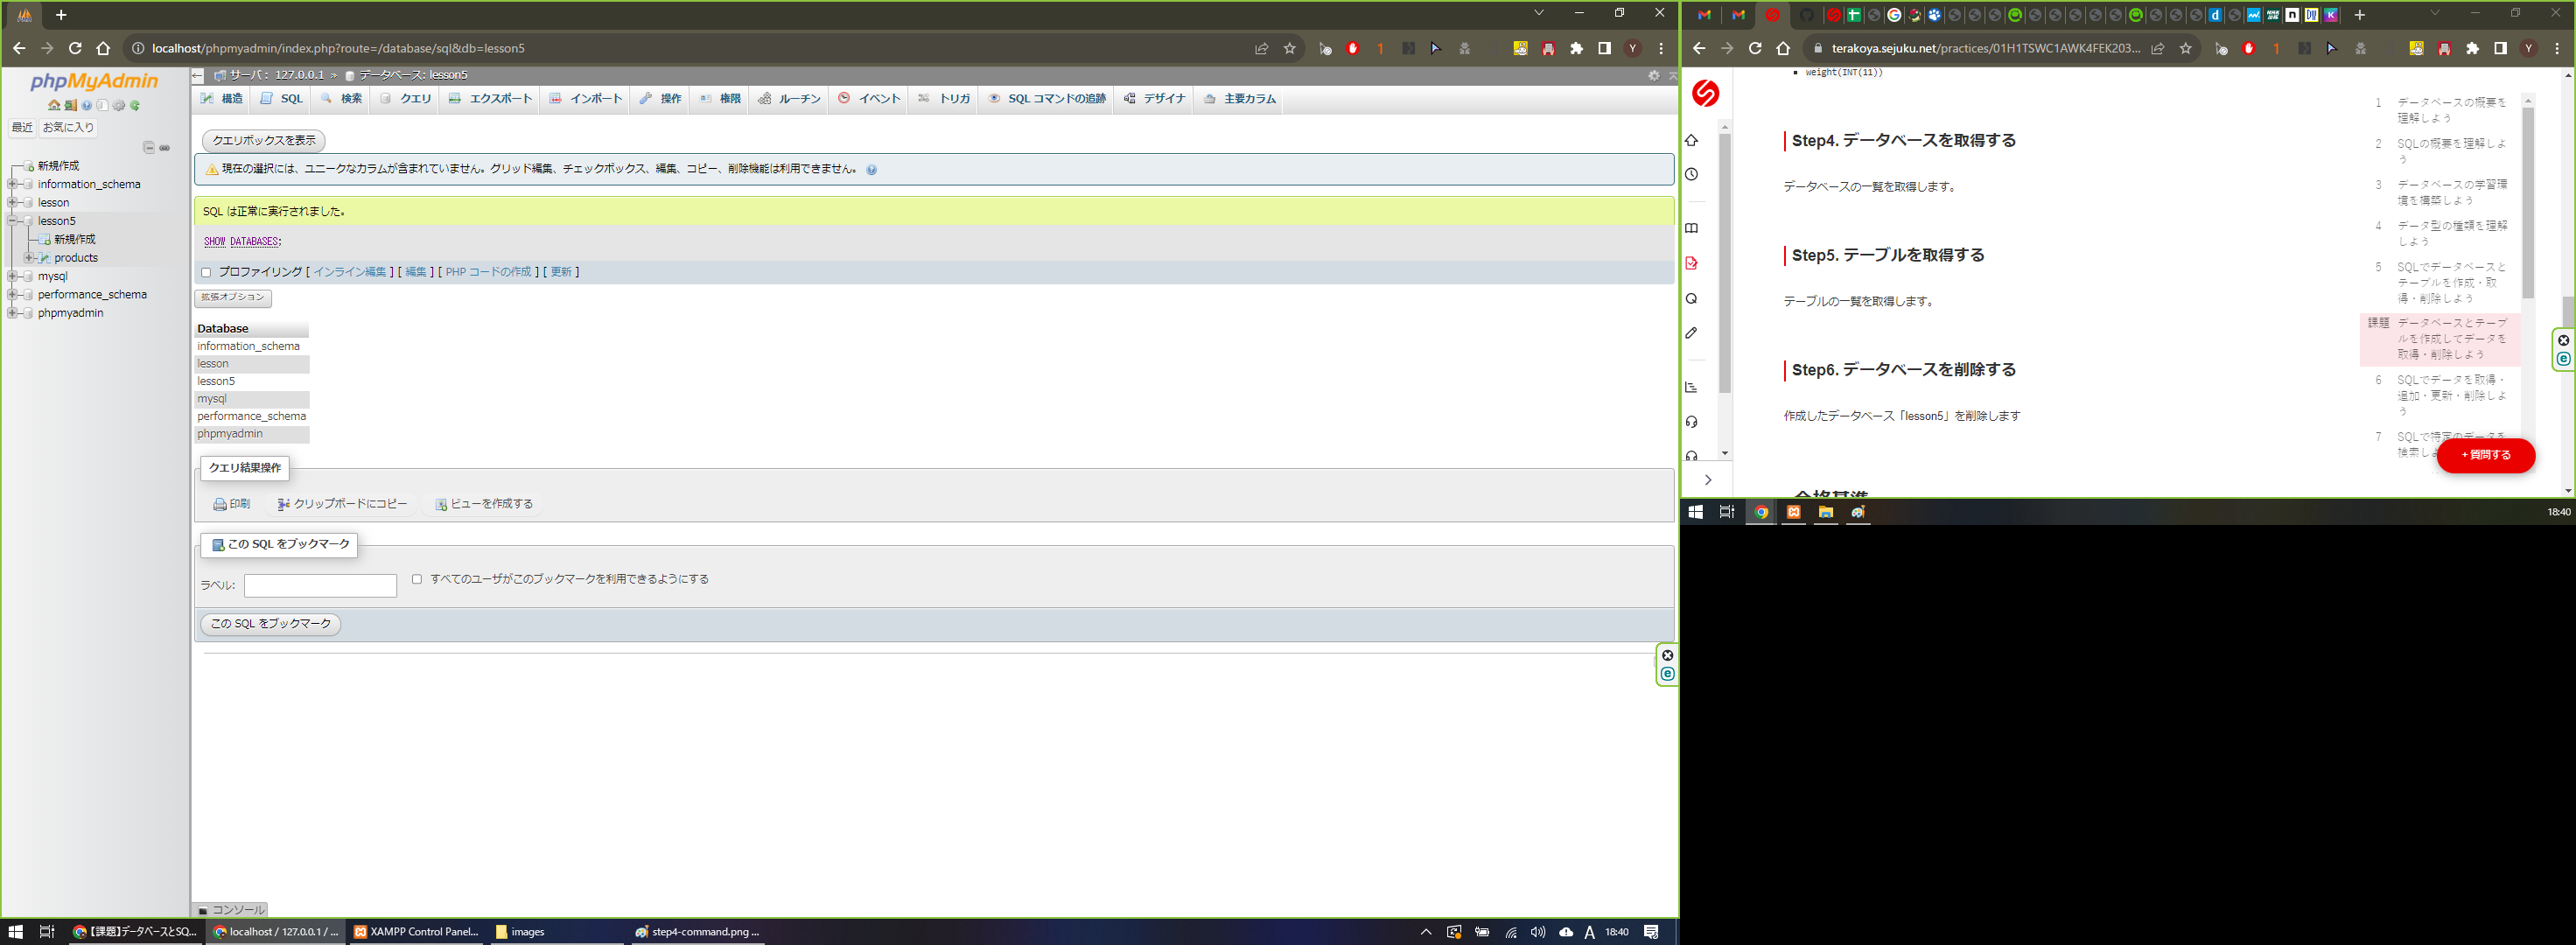 localhost/phpmyadmin/index.php?route=/database/sql&db=lesson5
phpMyAdmin
最近 お気に入り
新規作成
information_schema
lesson
lesson5
新規作成
products
mysql
performance_schema
phpmyadmin
サーバ: 127.0.0.1 » データベース: lesson5
構造 SQL 検索 クエリ エクスポート インポート 操作 権限 ルーチン イベント トリガ SQL コマンドの追跡 デザイナ 主要カラム
クエリボックスを表示
現在の選択には、ユニークなカラムが含まれていません。グリッド編集、チェックボックス、編集、コピー、削除機能は利用できません。
SQL は正常に実行されました。
SHOW DATABASES;
プロファイリング [ インライン編集 ] [ 編集 ] [ PHP コードの作成 ] [ 更新 ]
拡張オプション
Database
information_schema
lesson
lesson5
mysql
performance_schema
phpmyadmin
クエリ結果操作
印刷 クリップボードにコピー ビューを作成する
この SQL をブックマーク
ラベル: すべてのユーザがこのブックマークを利用できるようにする
この SQL をブックマーク
コンソール
【課題】データベースとSQ... localhost / 127.0.0.1 / ... XAMPP Control Panel... images step4-command.png ... A 18:40
terakoya.sejuku.net/practices/01H1TSWC1AWK4FEK203...
weight(INT(11))
Step4. データベースを取得する
データベースの一覧を取得します。
Step5. テーブルを取得する
テーブルの一覧を取得します。
Step6. データベースを削除する
作成したデータベース「lesson5」を削除します
1 データベースの概要を
理解しよう
2 SQLの概要を理解しよ
う
3 データベースの学習環
境を構築しよう
4 データ型の種類を理解
しよう
5 SQLでデータベースと
テーブルを作成・取
得・削除しよう
課題 データベースとテーブ
ルを作成してデータを
取得・削除しよう
6 SQLでデータを取得・
追加・更新・削除しよ
う
7 SQLで特定のデータを
検索しよ
+ 質問する
合格基準
18:40